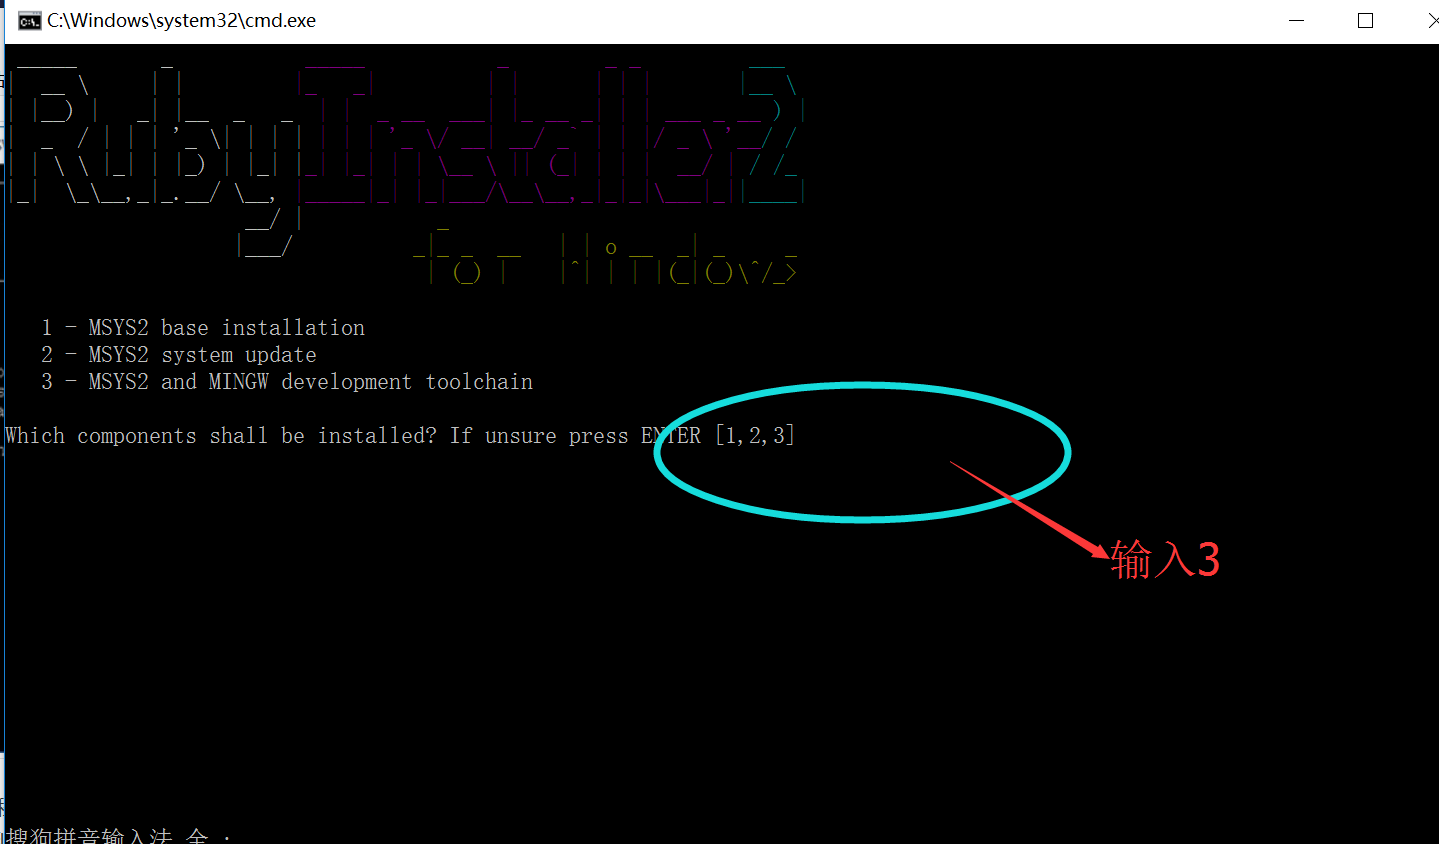 C:\Windows\system32\cmd.exe
RubyInstaller2
for Windows
1 - MSYS2 base installation
2 - MSYS2 system update
3 - MSYS2 and MINGW development toolchain
Which components shall be installed? If unsure press ENTER [1,2,3]
输入3
搜狗拼音输入法 全 :